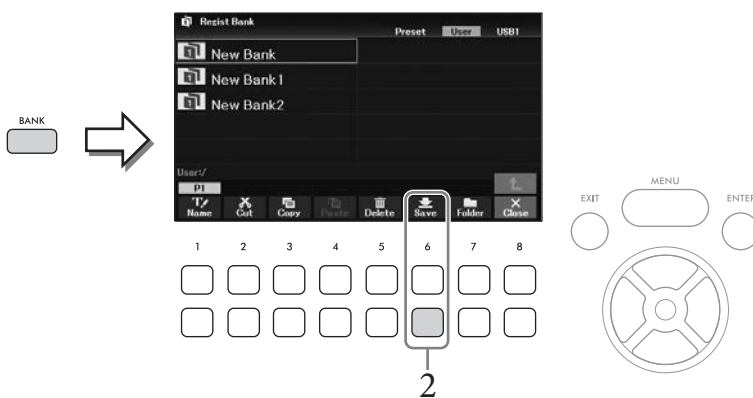 Regist Bank
Preset User USB1
New Bank
New Bank1
New Bank2
BANK
User:/
P1
Name Cut Copy Paste Delete Save Folder Close
MENU
EXIT
ENTER
1 2 3 4 5 6 7 8
2